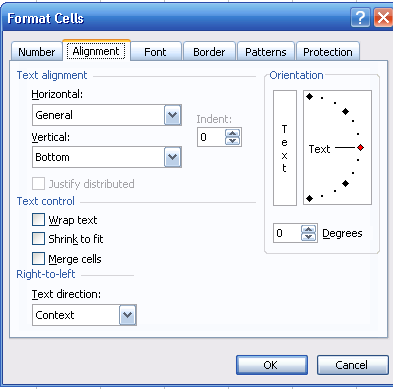 Format Cells
Number Alignment Font Border Patterns Protection
Text alignment
Horizontal:
General
Vertical:
Bottom
Indent:
0
Justify distributed
Text control
Wrap text
Shrink to fit
Merge cells
Right-to-left
Text direction:
Context
Orientation
Text
Text
0 Degrees
OK Cancel